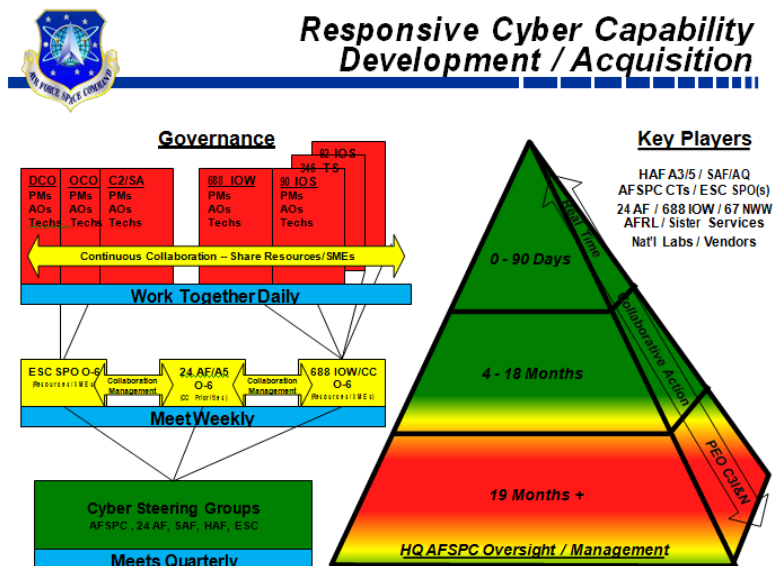 Responsive Cyber Capability
Development / Acquisition
AIR FORCE SPACE COMMAND
Governance
92 IOS
346 TS
DCO
PMs
AOs
Techs
OCO
PMs
AOs
Techs
C2/SA
PMs
AOs
Techs
688 IOW
PMs
AOs
Techs
90 IOS
PMs
AOs
Techs
Continuous Collaboration -- Share Resources/SMEs
Work Together Daily
ESC SPO O-6
(Resources/SMEs)
Collaboration
Management
24 AF/A5
O-6
(CC Priorities)
Collaboration
Management
688 IOW/CC
O-6
(Resources/SMEs)
Meet Weekly
Cyber Steering Groups
AFSPC , 24 AF, SAF, HAF, ESC
Meets Quarterly
Key Players
HAF A3/5 / SAF/AQ
AFSPC CTs / ESC SPO(s)
24 AF / 688 IOW / 67 NWW
AFRL / Sister Services
Nat'l Labs / Vendors
0 - 90 Days
4 - 18 Months
19 Months +
HQ AFSPC Oversight / Management
Real Time
Collaborative Action
PEO C3I&N